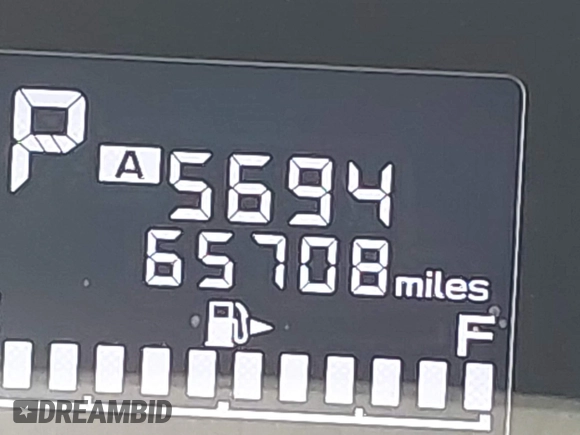 P
A 5694
65708 miles
F
DREAMBID